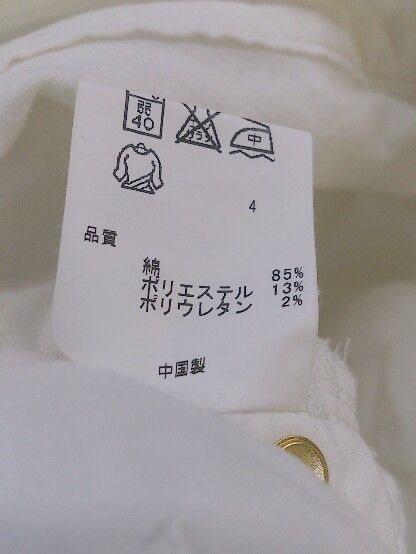 弱 40 中
4
品質
綿 85%
ポリエステル 13%
ポリウレタン 2%
中国製